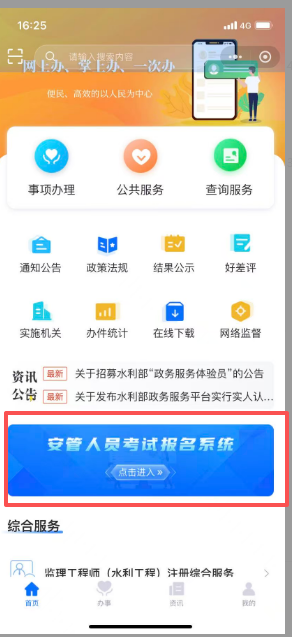 16:25
4G
请输入搜索内容
网上办、掌上办、一次办
便民、高效的以人民为中心
事项办理 公共服务 查询服务
通知公告 政策法规 结果公示 好差评
实施机关 办件统计 在线下载 网络监督
资讯公告
最新 关于招募水利部“政务服务体验员”的公告
最新 关于发布水利部政务服务平台实行实人认...
安管人员考试报名系统
点击进入 »
综合服务
监理工程师（水利工程）注册综合服务
首页 办事 资讯 我的